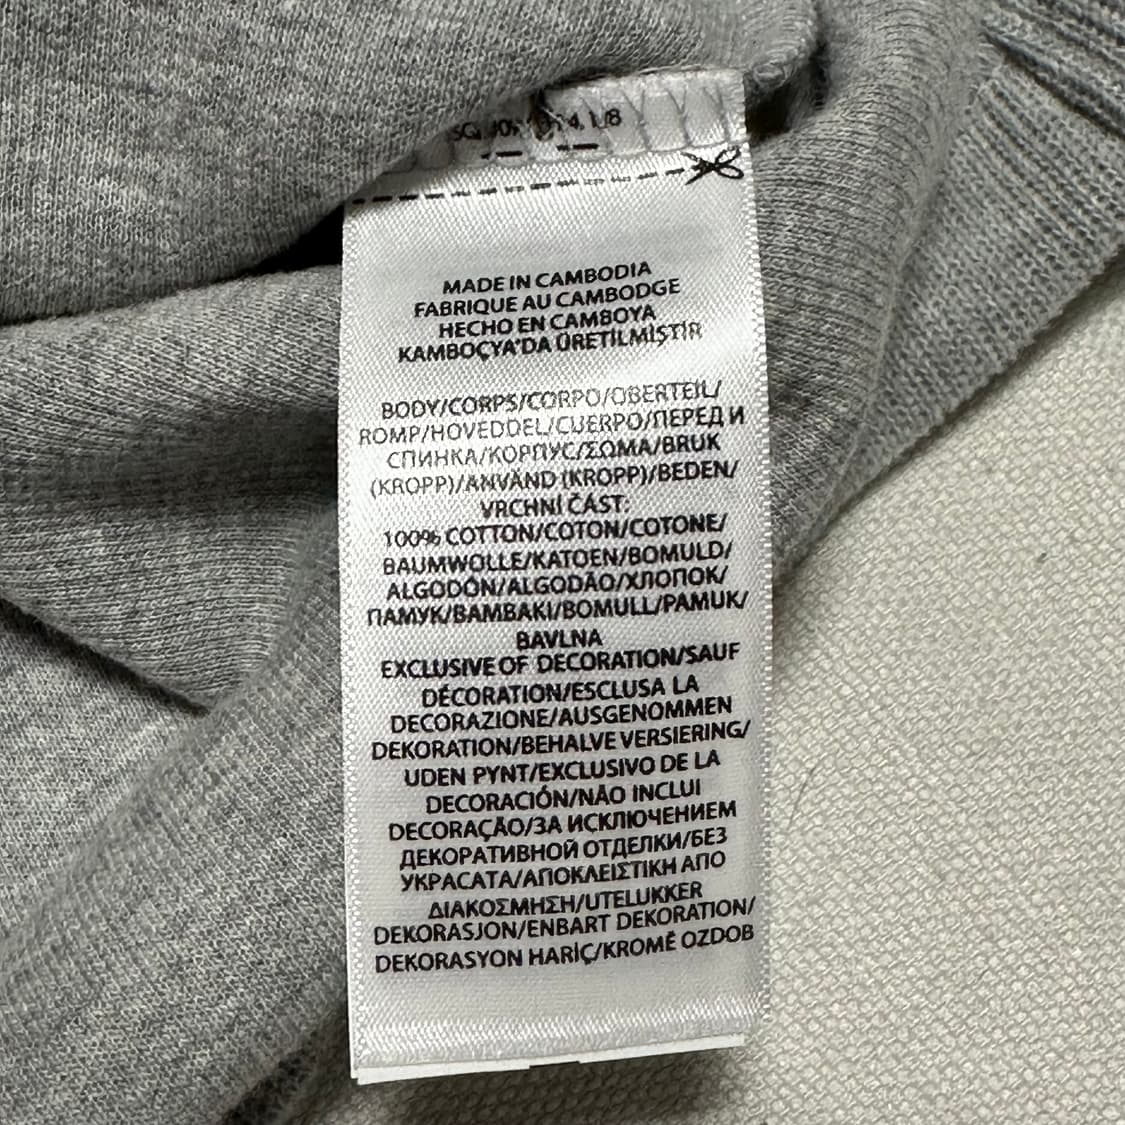 MADE IN CAMBODIA
FABRIQUE AU CAMBODGE
HECHO EN CAMBOYA
KAMBOÇYA'DA ÜRETILMIŞTIR
BODY/CORPS/CORPO/OBERTEIL/
ROMP/HOVEDDEL/CUERPO/ПЕРЕД И
СПИНКА/КОРПУС/ΣΩΜΑ/BRUK
(KROPP)/ANVÄND (KROPP)/BEDEN/
VRCHNÍ ČÁST:
100% COTTON/COTON/COTONE/
BAUMWOLLE/KATOEN/BOMULD/
ALGODÓN/ALGODÃO/ХЛОПОК/
ПАМУК/BAMBAKI/BOMULL/PAMUK/
BAVLNA
EXCLUSIVE OF DECORATION/SAUF
DÉCORATION/ESCLUSA LA
DECORAZIONE/AUSGENOMMEN
DEKORATION/BEHALVE VERSIERING/
UDEN PYNT/EXCLUSIVO DE LA
DECORACIÓN/NÃO INCLUI
DECORAÇÃO/ЗА ИСКЛЮЧЕНИЕМ
ДЕКОРАТИВНОЙ ОТДЕЛКИ/БЕЗ
УКРАСАТА/ΑΠΟΚΛΕΙΣΤΙΚΗ ΑΠΟ
ΔΙΑΚΟΣΜΗΣΗ/UTELUKKER
DEKORASJON/ENBART DEKORATION/
DEKORASYON HARIÇ/KROMĚ OZDOB